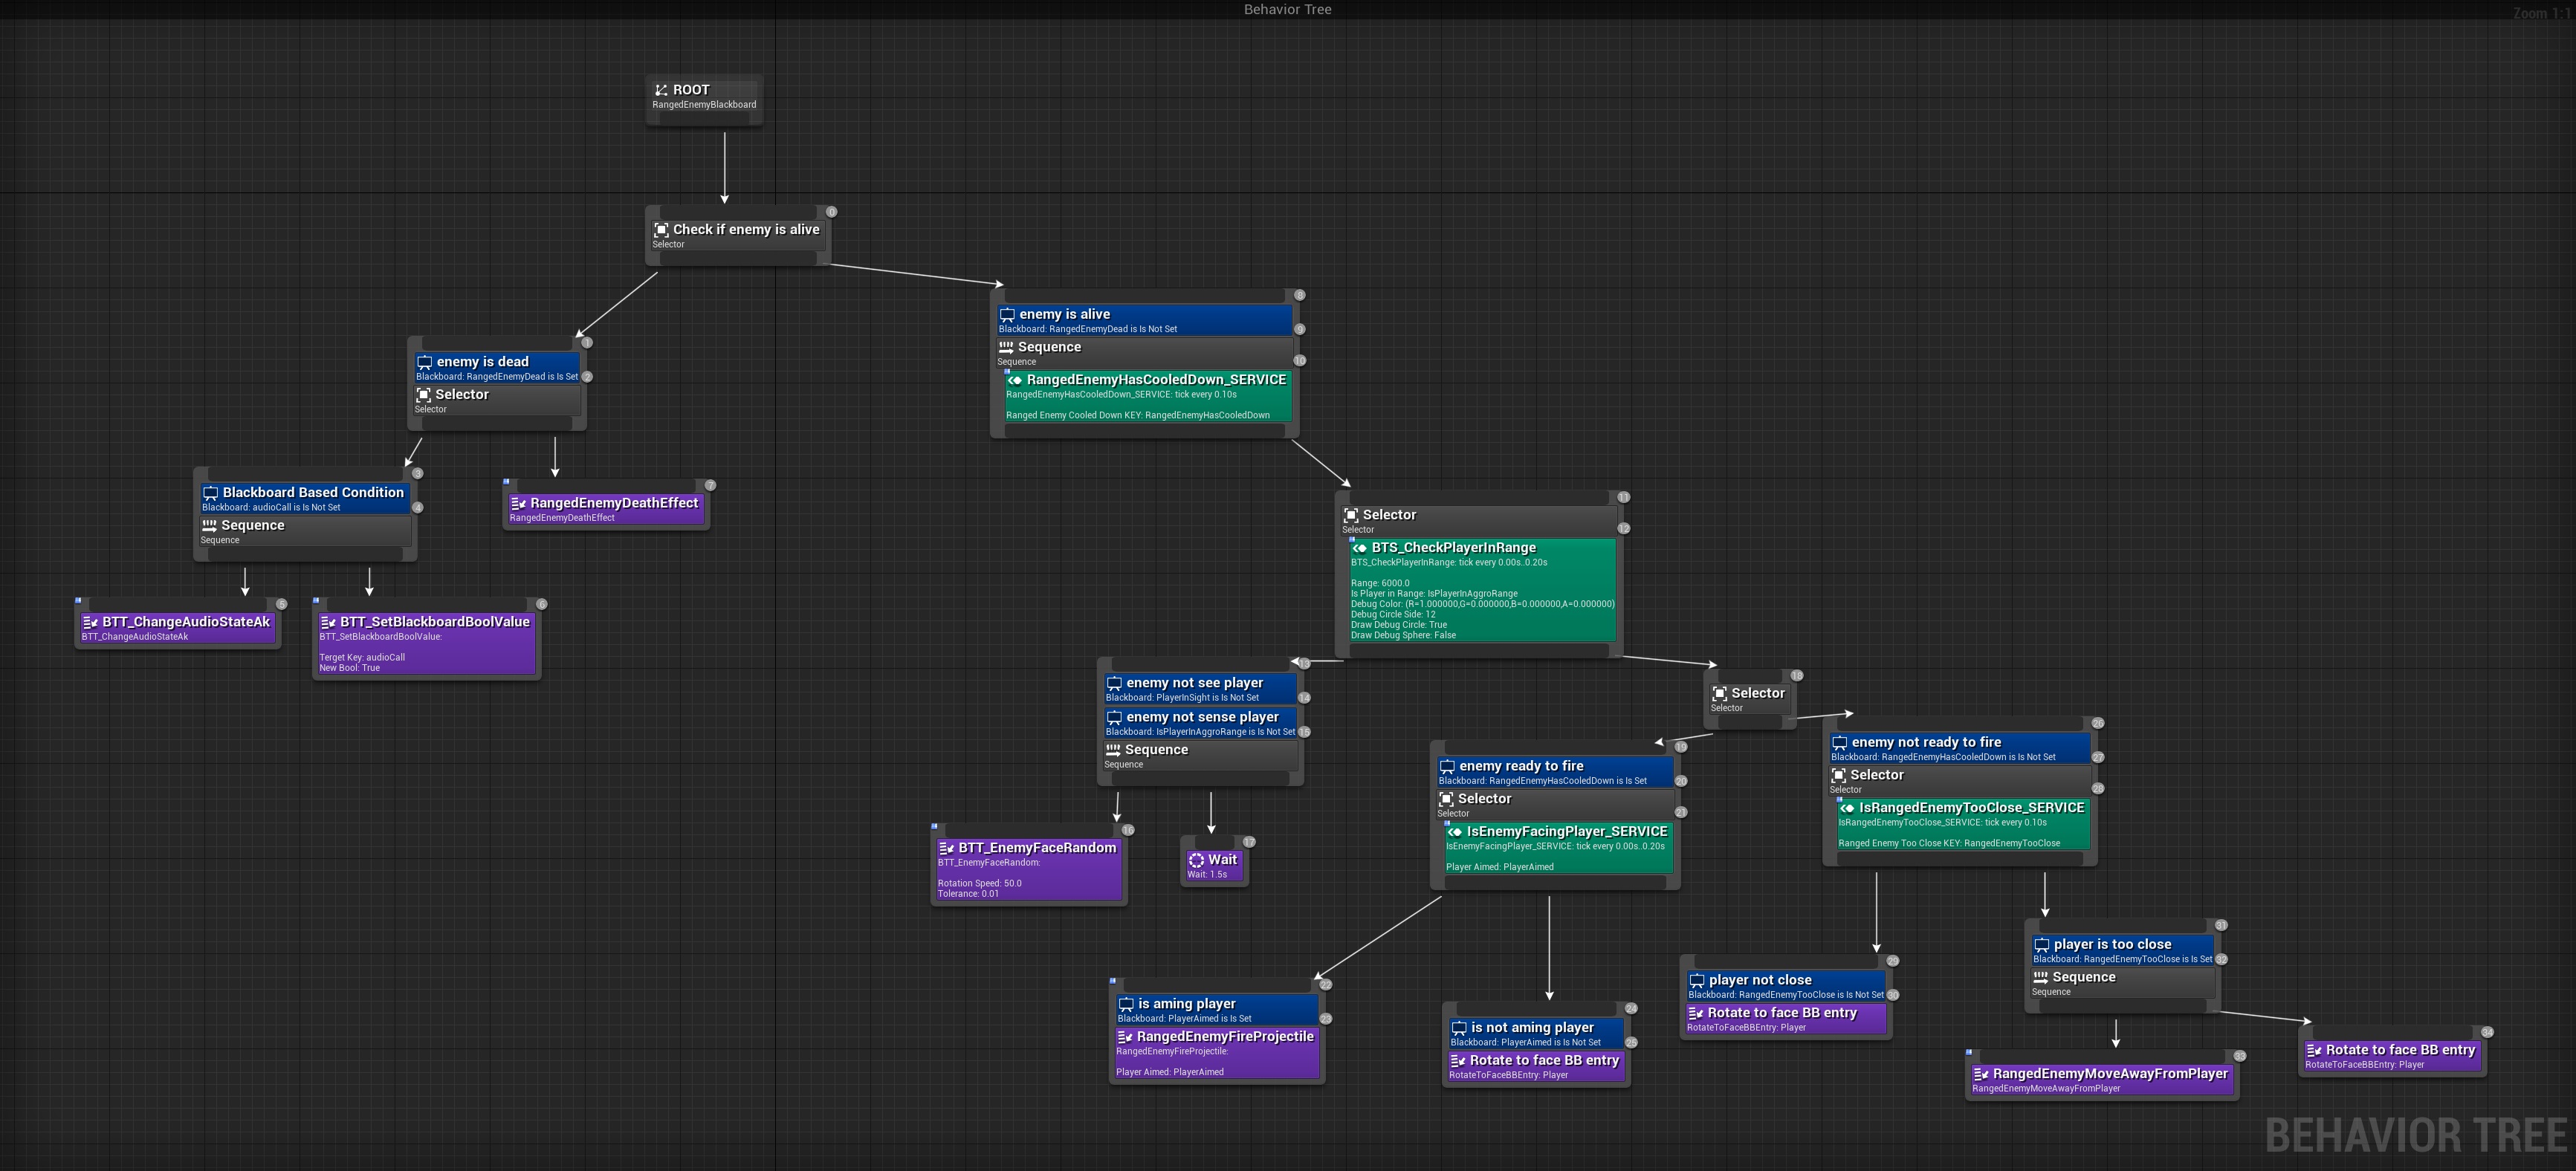 Behavior Tree
Zoom 1:1
ROOT
RangedEnemyBlackboard
0
Check if enemy is alive
Selector
1
enemy is dead
Blackboard: RangedEnemyDead is Is Set
2
Selector
Selector
3
Blackboard Based Condition
Blackboard: audioCall is Is Not Set
4
Sequence
Sequence
5
BTT_ChangeAudioStateAk
BTT_ChangeAudioStateAk
6
BTT_SetBlackboardBoolValue
BTT_SetBlackboardBoolValue:
Terget Key: audioCall
New Bool: True
7
RangedEnemyDeathEffect
RangedEnemyDeathEffect
8
enemy is alive
Blackboard: RangedEnemyDead is Is Not Set
9
Sequence
Sequence
10
RangedEnemyHasCooledDown_SERVICE
RangedEnemyHasCooledDown_SERVICE: tick every 0.10s
Ranged Enemy Cooled Down KEY: RangedEnemyHasCooledDown
11
Selector
Selector
12
BTS_CheckPlayerInRange
BTS_CheckPlayerInRange: tick every 0.00s..0.20s
Range: 6000.0
Is Player in Range: IsPlayerInAggroRange
Debug Color: (R=1.000000,G=0.000000,B=0.000000,A=0.000000)
Debug Circle Side: 12
Draw Debug Circle: True
Draw Debug Sphere: False
13
enemy not see player
Blackboard: PlayerInSight is Is Not Set
14
enemy not sense player
Blackboard: IsPlayerInAggroRange is Is Not Set
15
Sequence
Sequence
16
BTT_EnemyFaceRandom
BTT_EnemyFaceRandom:
Rotation Speed: 50.0
Tolerance: 0.01
17
Wait
Wait: 1.5s
18
Selector
Selector
19
enemy ready to fire
Blackboard: RangedEnemyHasCooledDown is Is Set
20
Selector
Selector
21
IsEnemyFacingPlayer_SERVICE
IsEnemyFacingPlayer_SERVICE: tick every 0.00s..0.20s
Player Aimed: PlayerAimed
22
is aming player
Blackboard: PlayerAimed is Is Set
23
RangedEnemyFireProjectile
RangedEnemyFireProjectile:
Player Aimed: PlayerAimed
24
is not aming player
Blackboard: PlayerAimed is Is Not Set
25
Rotate to face BB entry
RotateToFaceBBEntry: Player
26
enemy not ready to fire
Blackboard: RangedEnemyHasCooledDown is Is Not Set
27
Selector
Selector
28
IsRangedEnemyTooClose_SERVICE
IsRangedEnemyTooClose_SERVICE: tick every 0.10s
Ranged Enemy Too Close KEY: RangedEnemyTooClose
29
player not close
Blackboard: RangedEnemyTooClose is Is Not Set
30
Rotate to face BB entry
RotateToFaceBBEntry: Player
31
player is too close
Blackboard: RangedEnemyTooClose is Is Set
32
Sequence
Sequence
33
RangedEnemyMoveAwayFromPlayer
RangedEnemyMoveAwayFromPlayer
34
Rotate to face BB entry
RotateToFaceBBEntry: Player
BEHAVIOR TREE